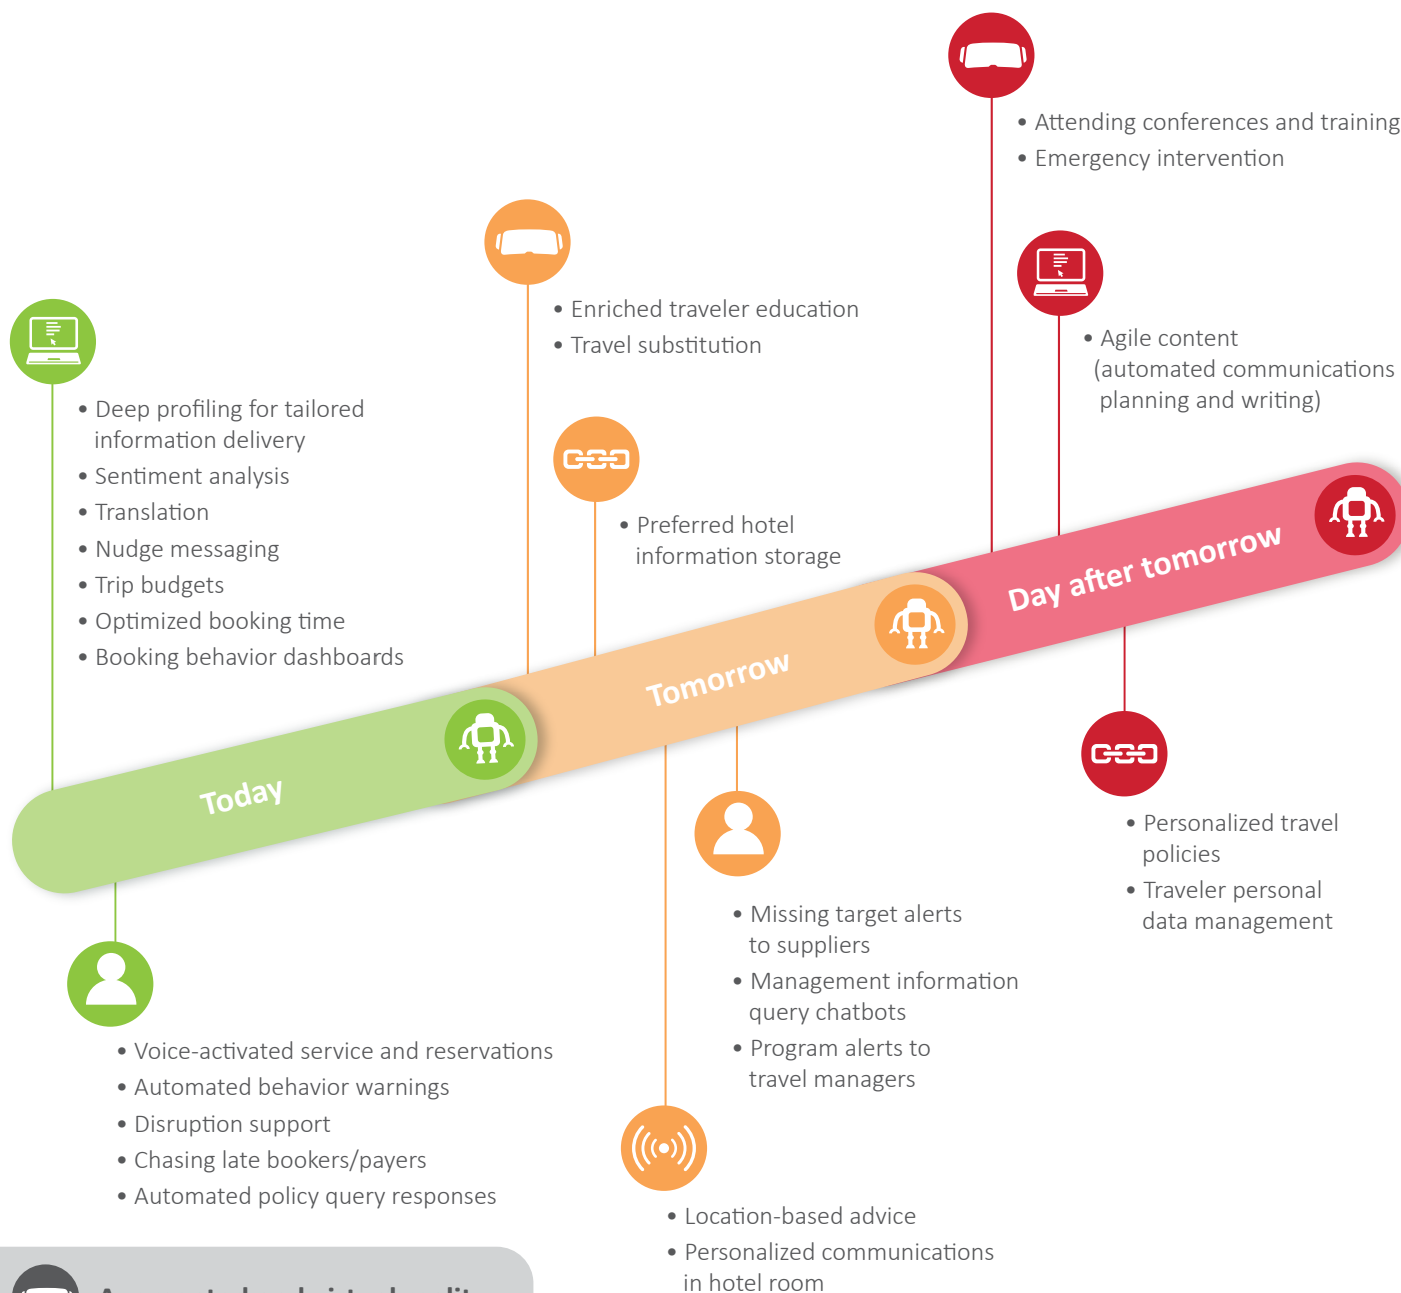 • Attending conferences and training
• Emergency intervention
• Enriched traveler education
• Travel substitution
• Agile content
(automated communications
planning and writing)
• Deep profiling for tailored
information delivery
• Sentiment analysis
• Translation
• Nudge messaging
• Trip budgets
• Optimized booking time
• Booking behavior dashboards
• Preferred hotel
information storage
Today
Tomorrow
Day after tomorrow
• Personalized travel
policies
• Traveler personal
data management
• Missing target alerts
to suppliers
• Management information
query chatbots
• Program alerts to
travel managers
• Voice-activated service and reservations
• Automated behavior warnings
• Disruption support
• Chasing late bookers/payers
• Automated policy query responses
• Location-based advice
• Personalized communications
in hotel room